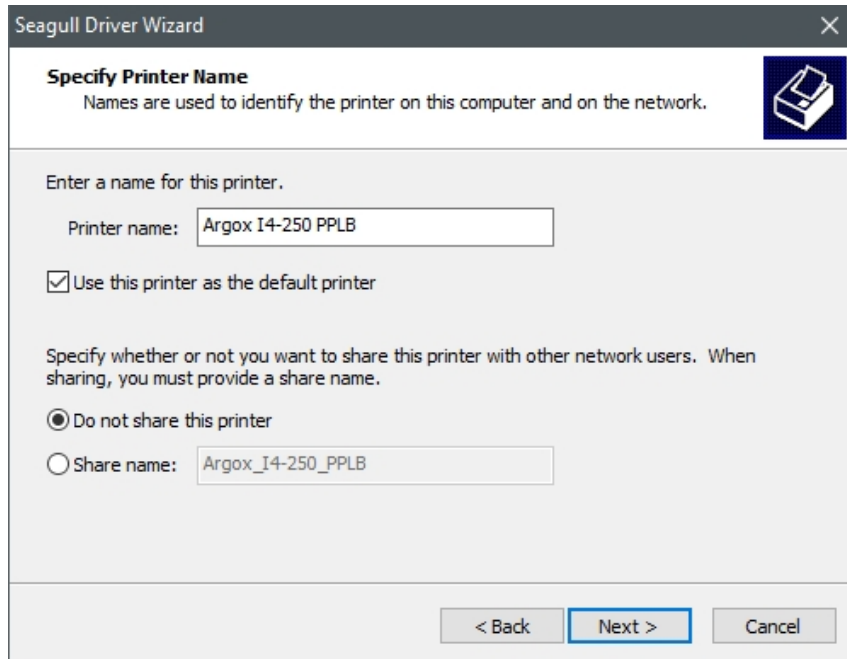 Seagull Driver Wizard
Specify Printer Name
Names are used to identify the printer on this computer and on the network.
Enter a name for this printer.
Printer name: Argox I4-250 PPLB
Use this printer as the default printer
Specify whether or not you want to share this printer with other network users. When
sharing, you must provide a share name.
Do not share this printer
Share name: Argox_I4-250_PPLB
< Back Next > Cancel